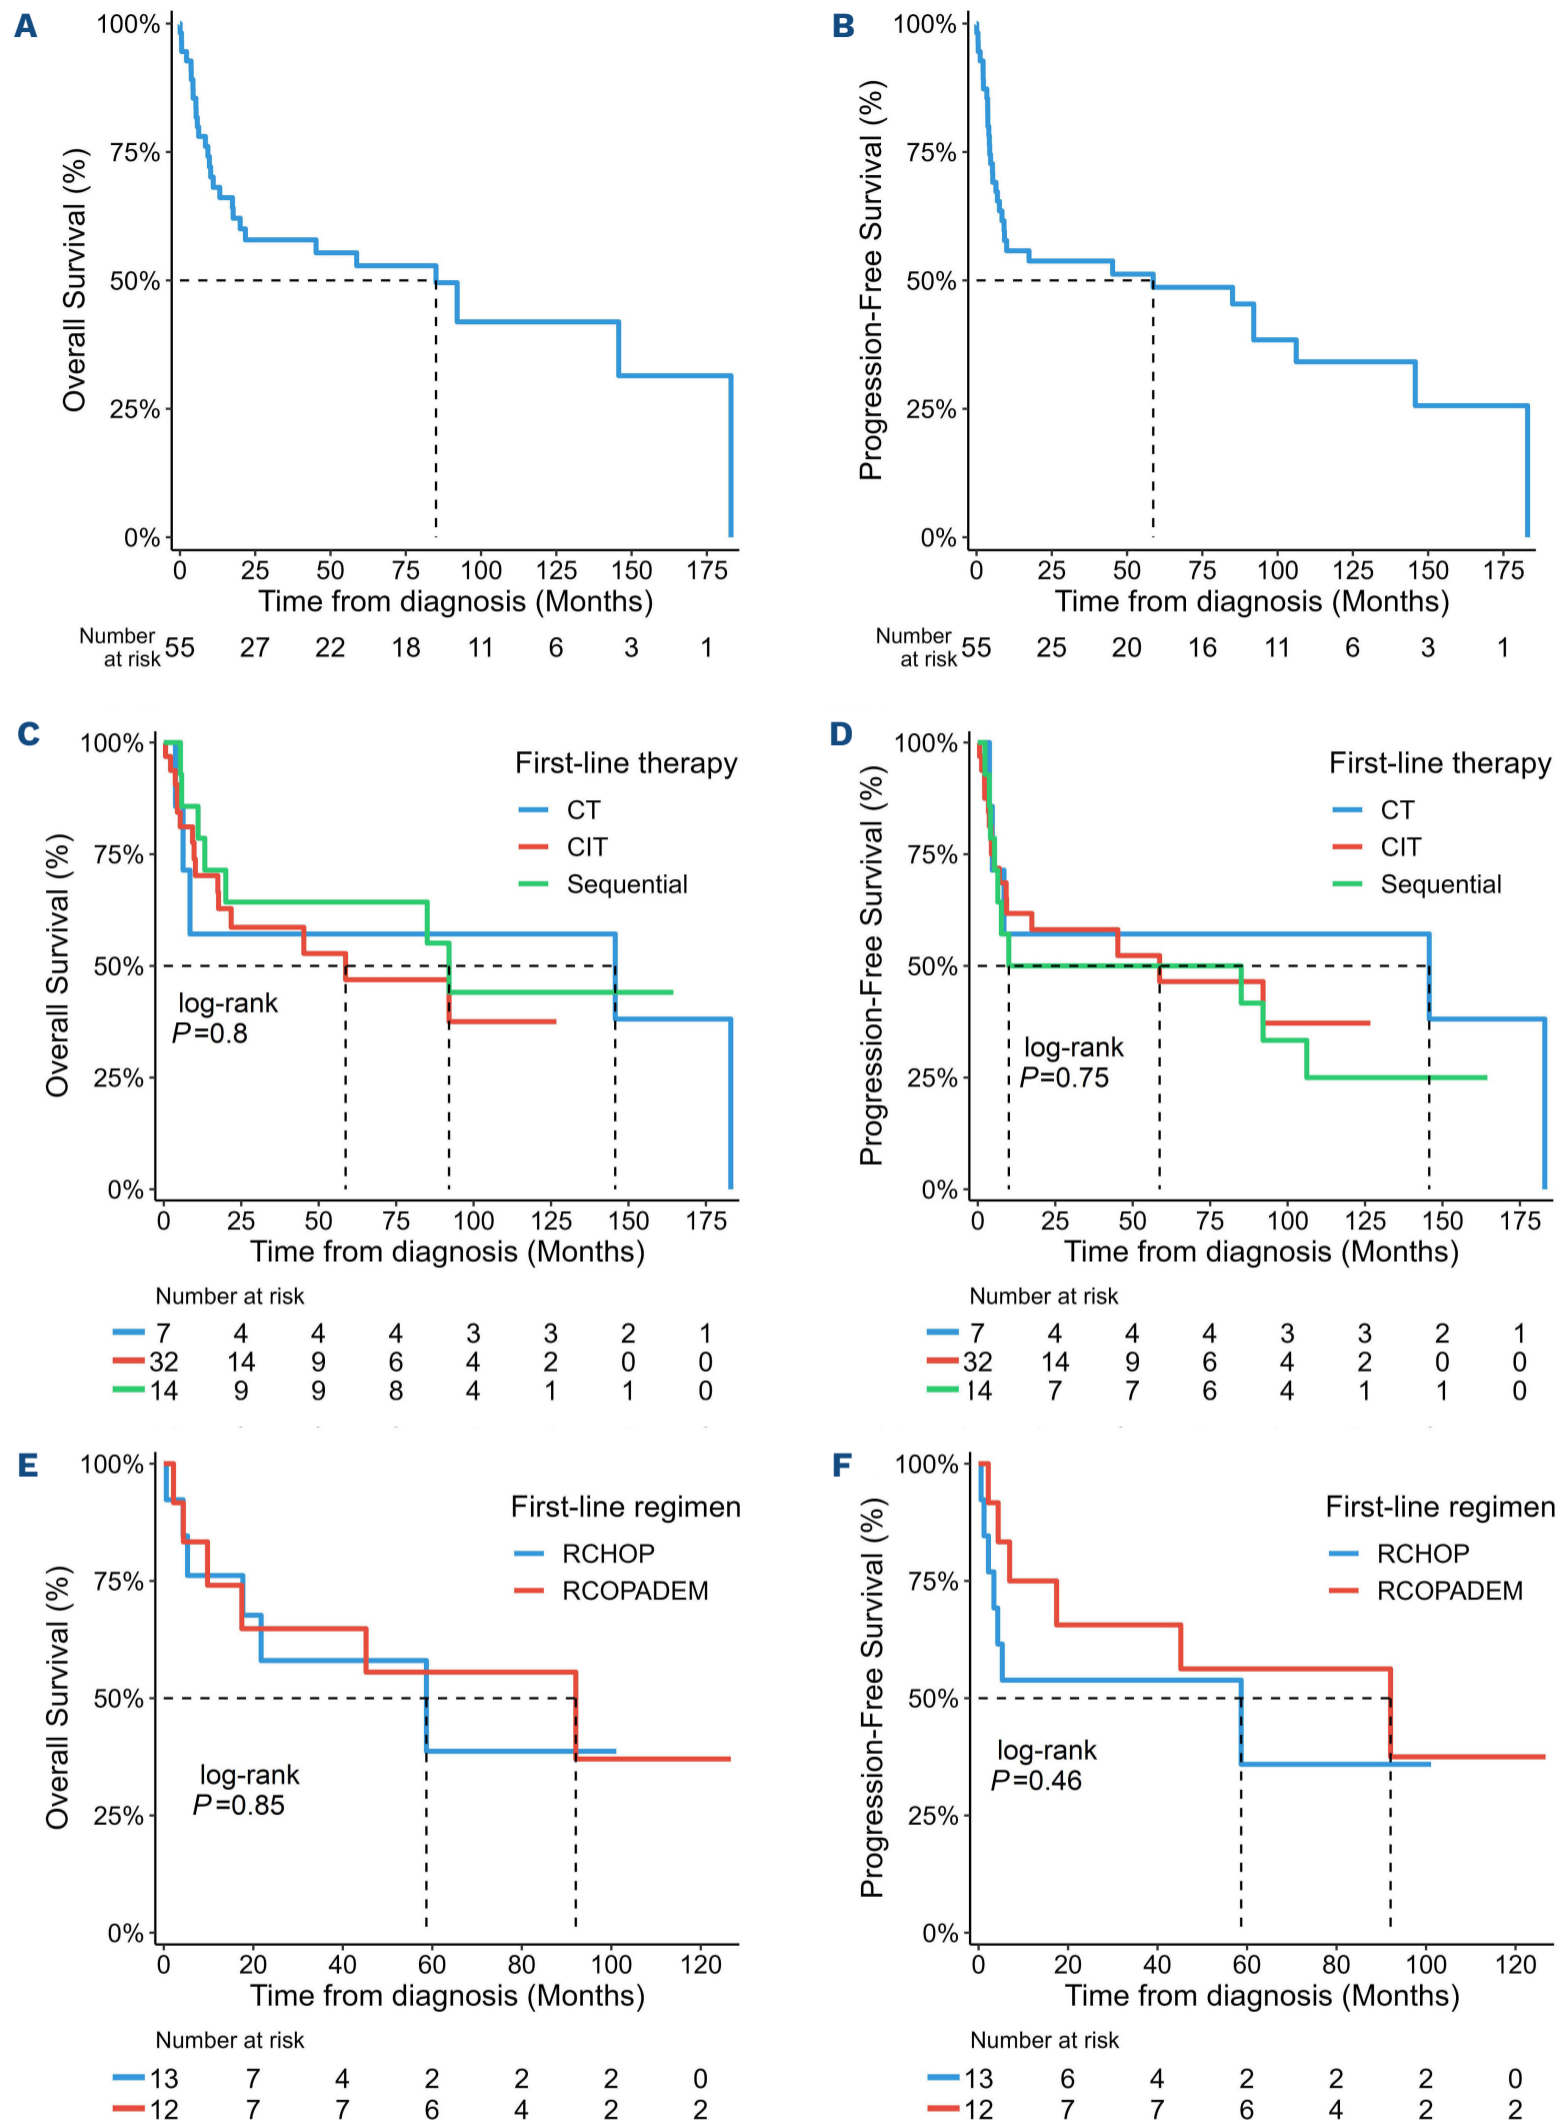 A
100%
75%
50%
25%
0%
Overall Survival (%)
0 25 50 75 100 125 150 175
Time from diagnosis (Months)
Number
at risk
55 27 22 18 11 6 3 1
B
100%
75%
50%
25%
0%
Progression-Free Survival (%)
0 25 50 75 100 125 150 175
Time from diagnosis (Months)
Number
at risk
55 25 20 16 11 6 3 1
C
100%
75%
50%
25%
0%
Overall Survival (%)
First-line therapy
CT
CIT
Sequential
log-rank
P=0.8
0 25 50 75 100 125 150 175
Time from diagnosis (Months)
Number at risk
7 4 4 4 3 3 2 1
32 14 9 6 4 2 0 0
14 9 9 8 4 1 1 0
D
100%
75%
50%
25%
0%
Progression-Free Survival (%)
First-line therapy
CT
CIT
Sequential
log-rank
P=0.75
0 25 50 75 100 125 150 175
Time from diagnosis (Months)
Number at risk
7 4 4 4 3 3 2 1
32 14 9 6 4 2 0 0
14 7 7 6 4 1 1 0
E
100%
75%
50%
25%
0%
Overall Survival (%)
First-line regimen
RCHOP
RCOPADEM
log-rank
P=0.85
0 20 40 60 80 100 120
Time from diagnosis (Months)
Number at risk
13 7 4 2 2 2 0
12 7 7 6 4 2 2
F
100%
75%
50%
25%
0%
Progression-Free Survival (%)
First-line regimen
RCHOP
RCOPADEM
log-rank
P=0.46
0 20 40 60 80 100 120
Time from diagnosis (Months)
Number at risk
13 6 4 2 2 2 0
12 7 7 6 4 2 2